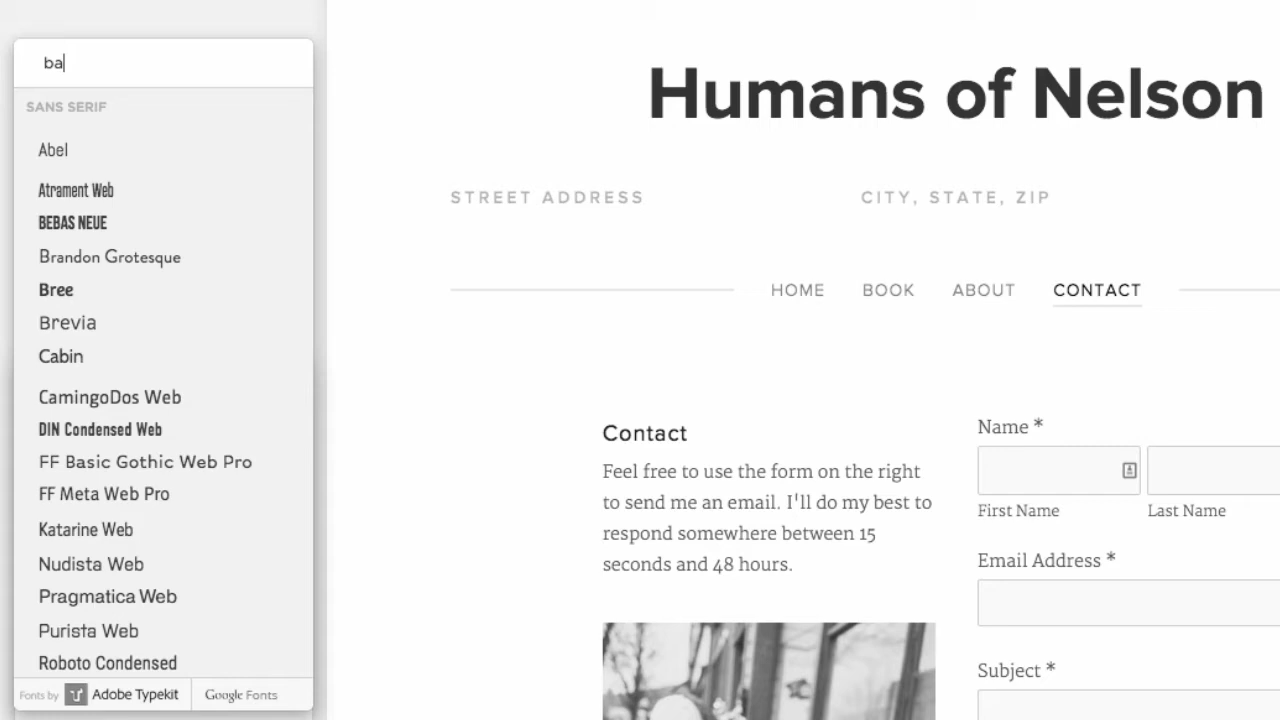 ba
SANS SERIF
Abel
Atrament Web
BEBAS NEUE
Brandon Grotesque
Bree
Brevia
Cabin
CamingoDos Web
DIN Condensed Web
FF Basic Gothic Web Pro
FF Meta Web Pro
Katarine Web
Nudista Web
Pragmatica Web
Purista Web
Roboto Condensed
Fonts by Adobe Typekit Google Fonts
Humans of Nelson
STREET ADDRESS CITY, STATE, ZIP
HOME BOOK ABOUT CONTACT
Contact
Feel free to use the form on the right
to send me an email. I'll do my best to
respond somewhere between 15
seconds and 48 hours.
Name *
First Name Last Name
Email Address *
Subject *